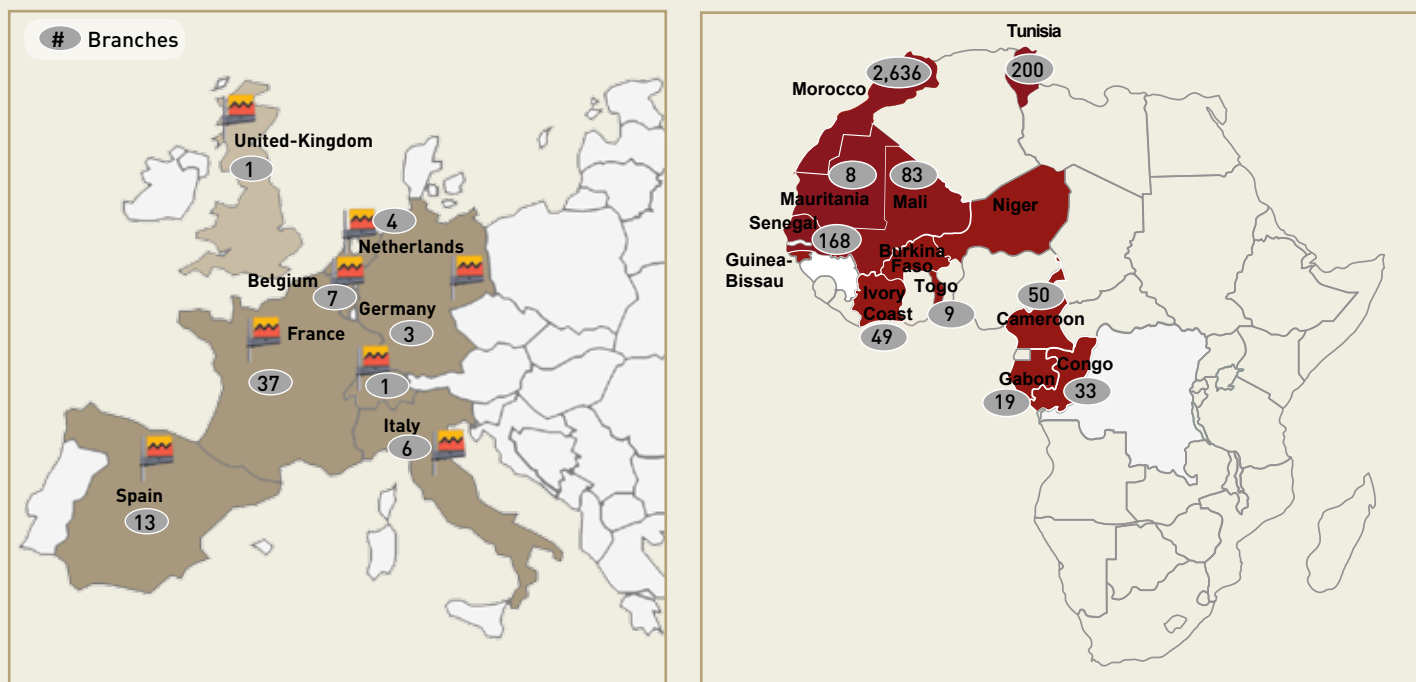 # Branches
United-Kingdom
1
4
Netherlands
Belgium
7
Germany
3
France
37
1
Italy
6
Spain
13
Tunisia
200
2,636
Morocco
8
83
Mauritania
Mali
Niger
Senegal
168
Guinea-
Bissau
Burkina
Faso
Togo
Ivory
Coast
9
49
50
Cameroon
Congo
Gabon
33
19